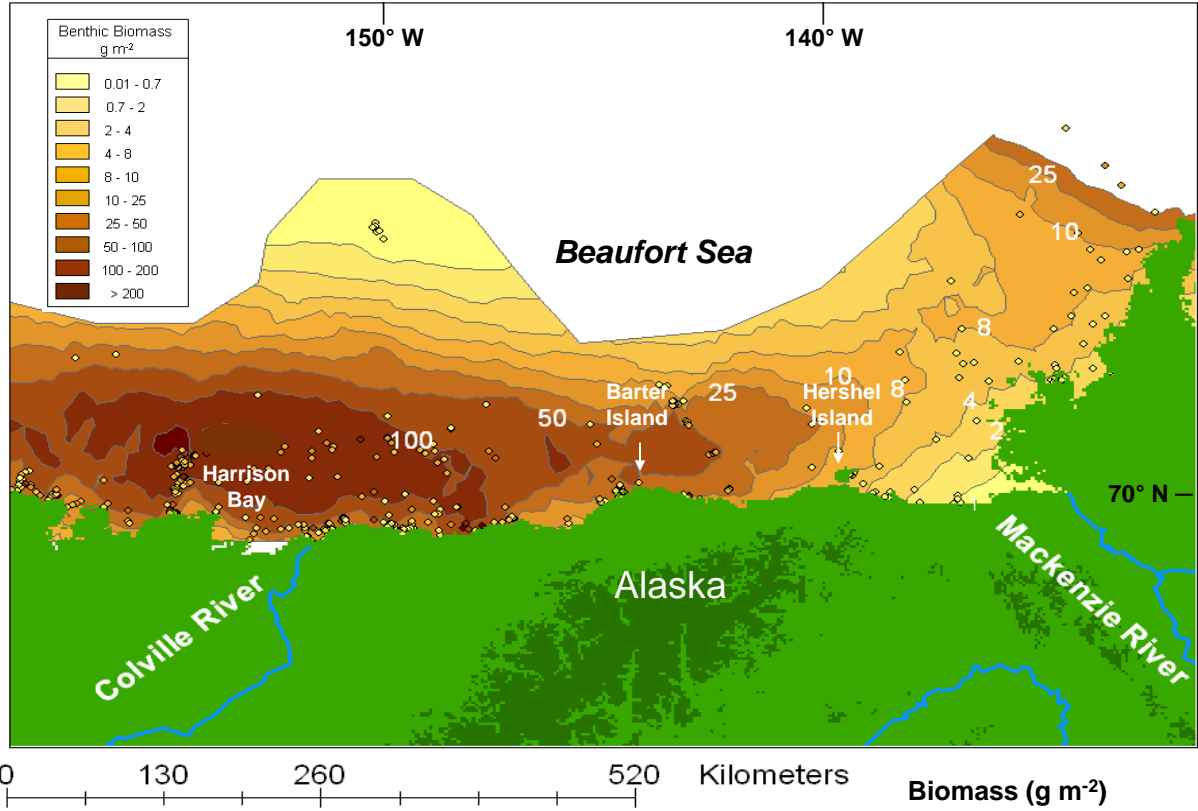 150° W
140° W
Benthic Biomass
g m⁻²
0.01 - 0.7
0.7 - 2
2 - 4
4 - 8
8 - 10
10 - 25
25 - 50
50 - 100
100 - 200
> 200
25
10
Beaufort Sea
8
Barter
Island
25
10
Hershel
Island
8
4
2
50
100
Harrison
Bay
70° N
Colville River
Alaska
Mackenzie River
0
130
260
520
Kilometers
Biomass (g m⁻²)